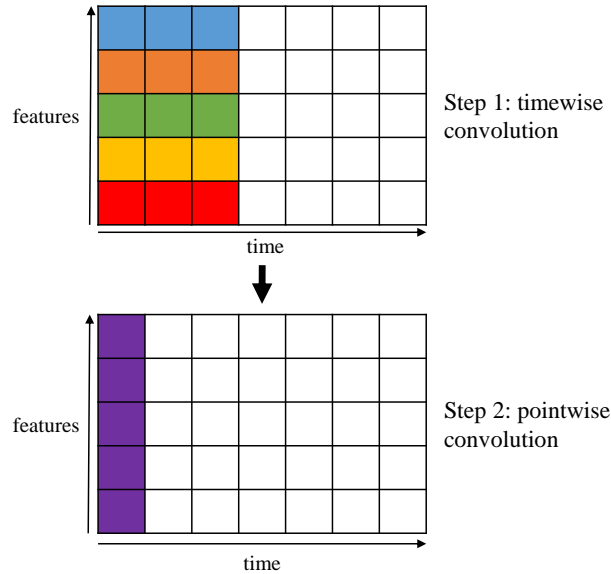 features
Step 1: timewise
convolution
time
features
Step 2: pointwise
convolution
time